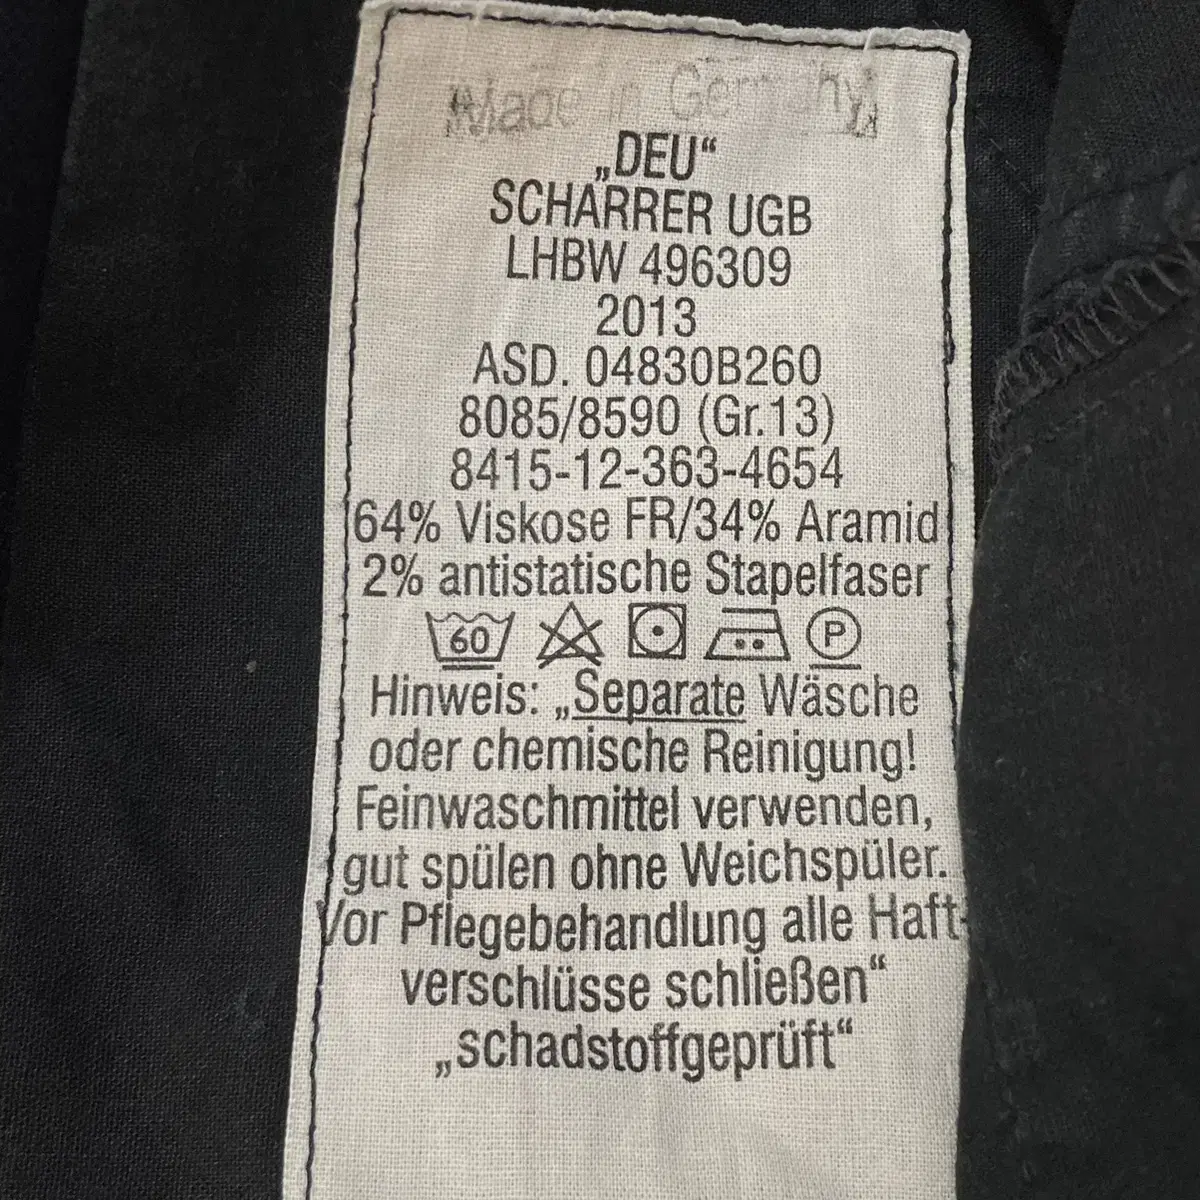 Made in Germany
„DEU“
SCHARRER UGB
LHBW 496309
2013
ASD. 04830B260
8085/8590 (Gr.13)
8415-12-363-4654
64% Viskose FR/34% Aramid
2% antistatische Stapelfaser
60 P
Hinweis: „Separate Wäsche
oder chemische Reinigung!
Feinwaschmittel verwenden,
gut spülen ohne Weichspüler.
Vor Pflegebehandlung alle Haft-
verschlüsse schließen“
„schadstoffgeprüft“